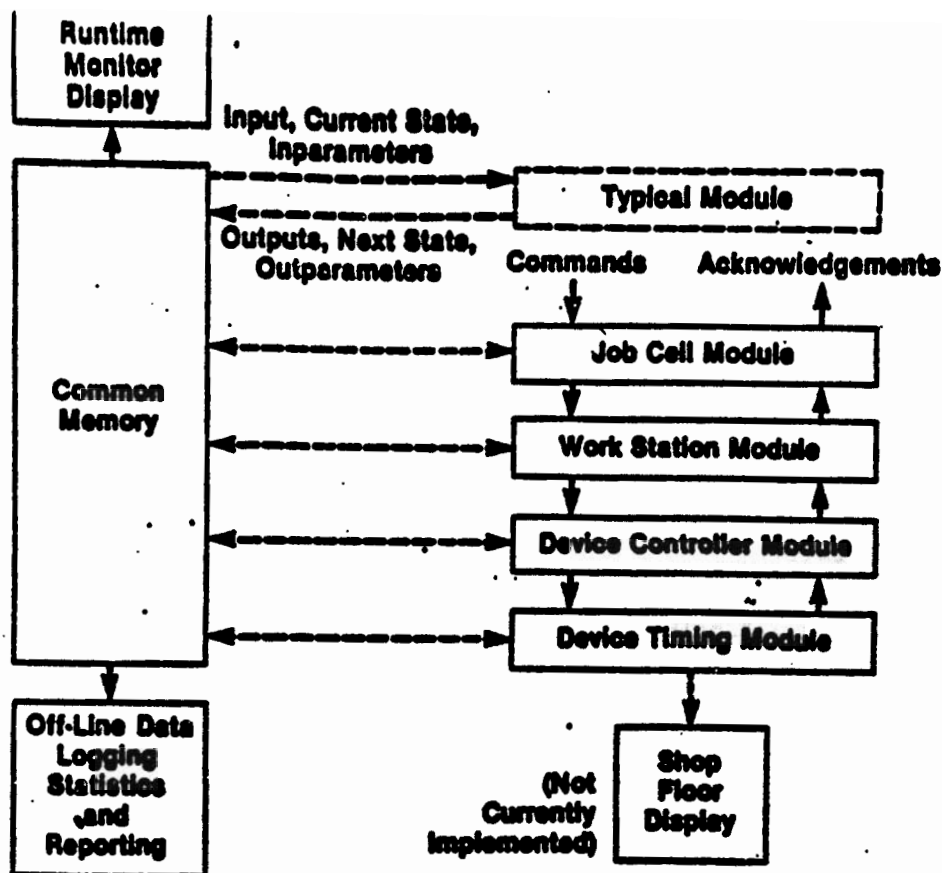 Runtime
Monitor
Display
Input, Current State,
Inparameters
Typical Module
Outputs, Next State,
Outparameters
Commands
Acknowledgements
Job Cell Module
Common
Memory
Work Station Module
Device Controller Module
Device Timing Module
Off-Line Data
Logging
Statistics
and
Reporting
(Not
Currently
Implemented)
Shop
Floor
Display